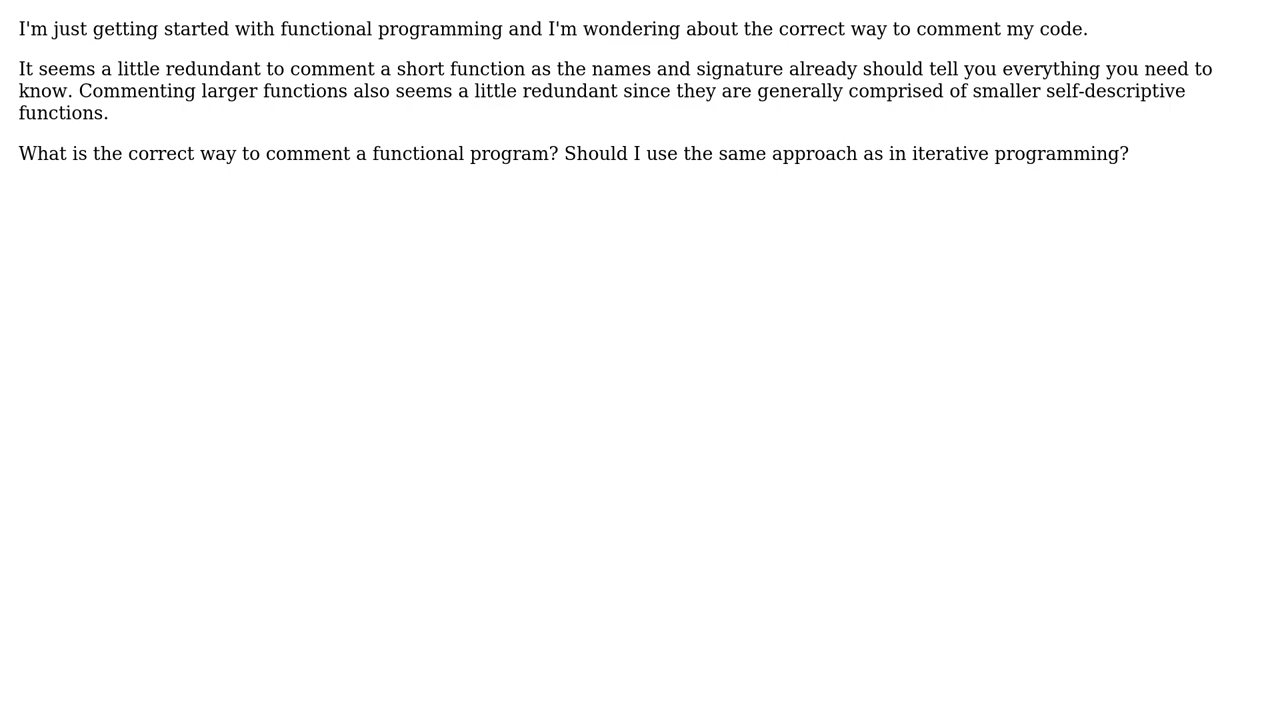 I'm just getting started with functional programming and I'm wondering about the correct way to comment my code.
It seems a little redundant to comment a short function as the names and signature already should tell you everything you need to
know. Commenting larger functions also seems a little redundant since they are generally comprised of smaller self-descriptive
functions.
What is the correct way to comment a functional program? Should I use the same approach as in iterative programming?